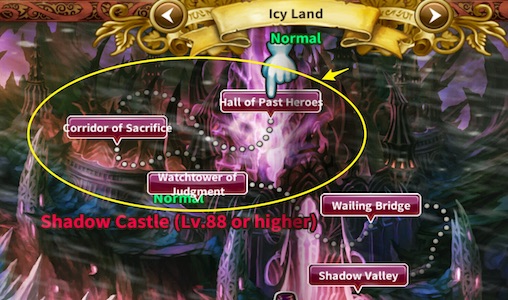 Icy Land
Normal
Hall of Past Heroes
Corridor of Sacrifice
Watchtower of
Judgment
Normal
Wailing Bridge
Shadow Castle (Lv.88 or higher)
Shadow Valley